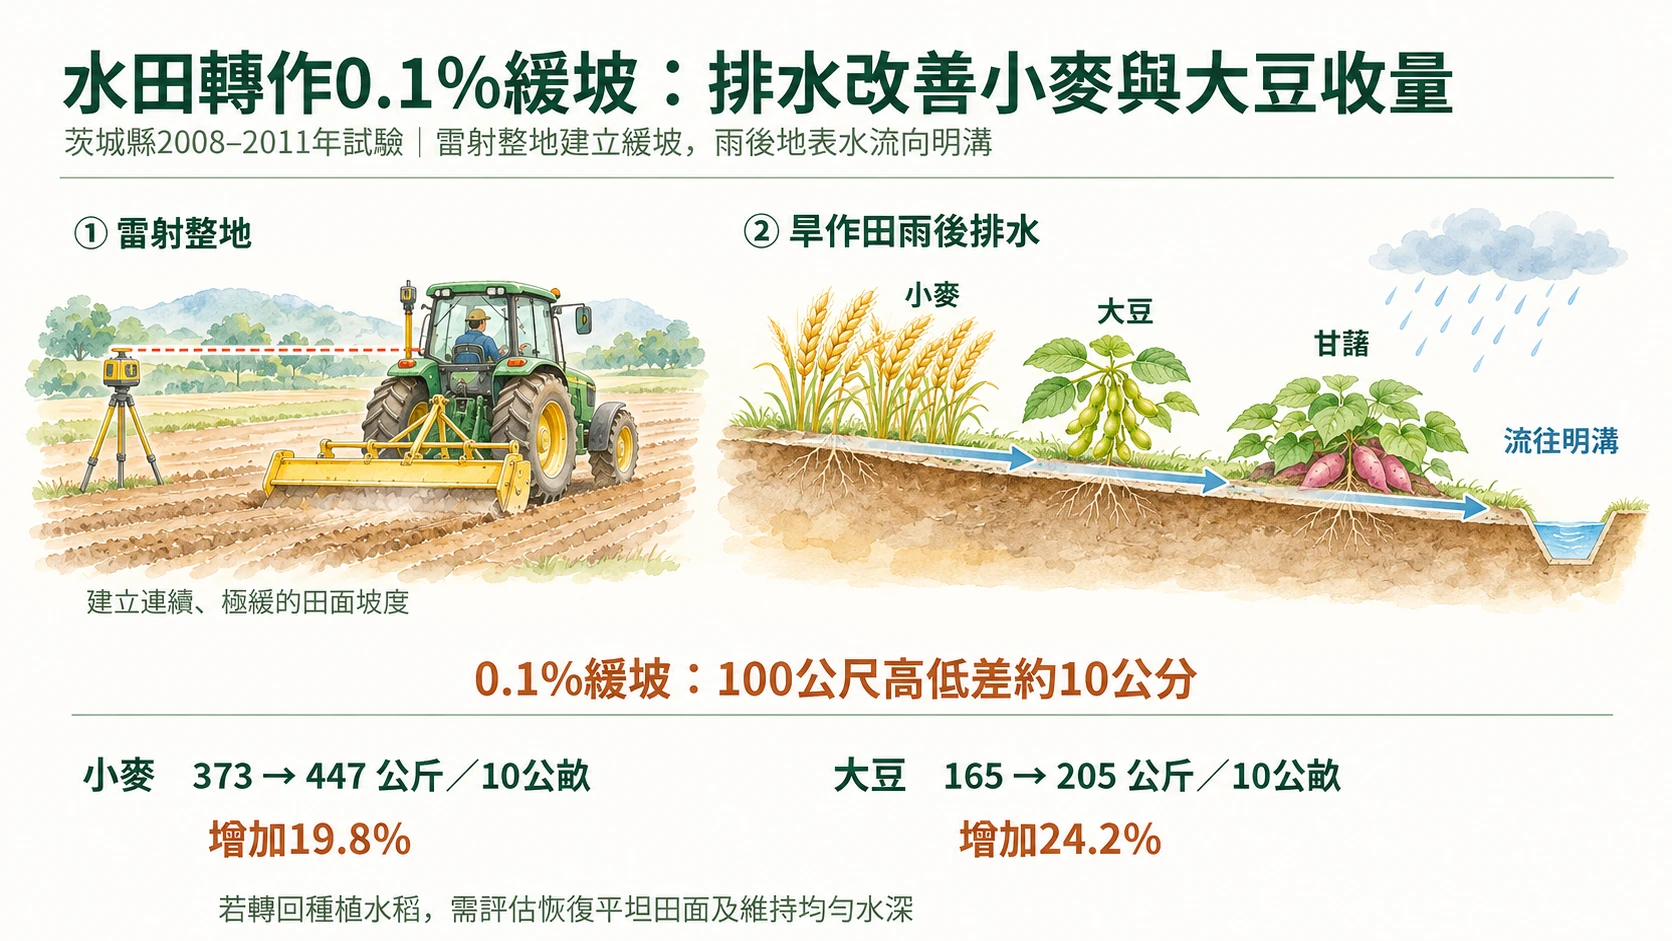 水田轉作0.1%緩坡：排水改善小麥與大豆收量
茨城縣2008–2011年試驗｜雷射整地建立緩坡，雨後地表水流向明溝
① 雷射整地
建立連續、極緩的田面坡度
② 旱作田雨後排水
小麥
大豆
甘藷
流往明溝
0.1%緩坡：100公尺高低差約10公分
小麥 373 → 447 公斤／10公畝
增加19.8%
大豆 165 → 205 公斤／10公畝
增加24.2%
若轉回種植水稻，需評估恢復平坦田面及維持均勻水深